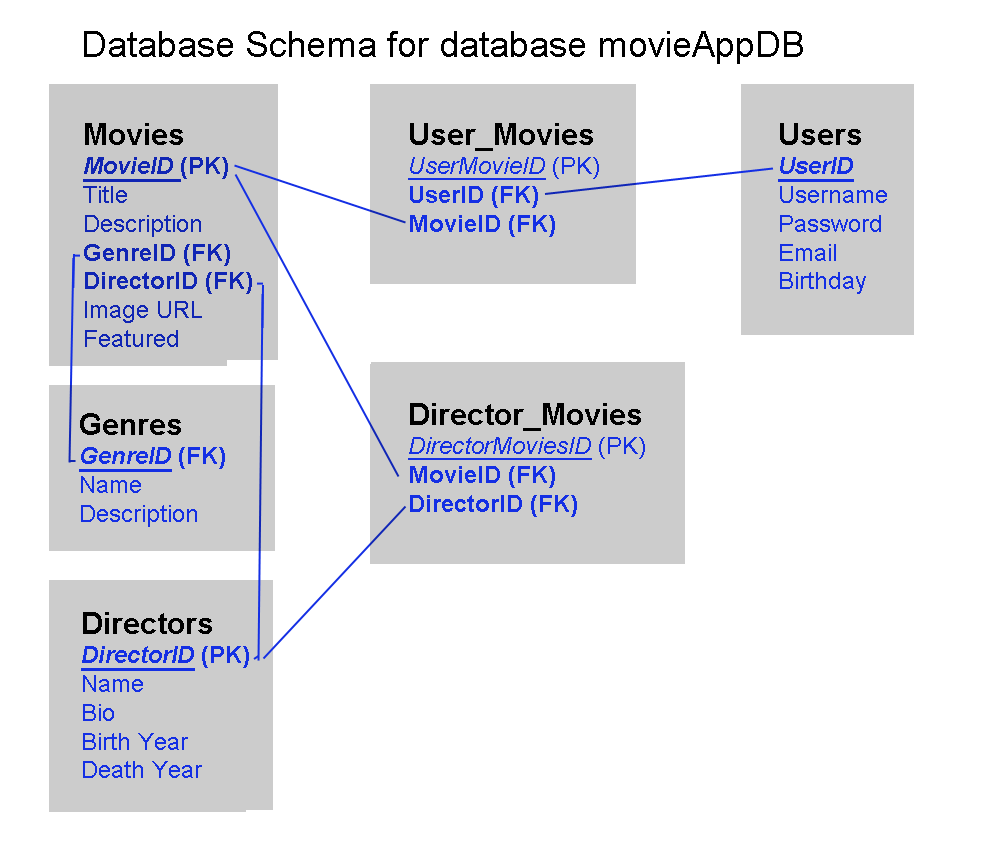 Database Schema for database movieAppDB
Movies
MovieID (PK)
Title
Description
GenreID (FK)
DirectorID (FK)
Image URL
Featured
User_Movies
UserMovieID (PK)
UserID (FK)
MovieID (FK)
Users
UserID
Username
Password
Email
Birthday
Genres
GenreID (FK)
Name
Description
Director_Movies
DirectorMoviesID (PK)
MovieID (FK)
DirectorID (FK)
Directors
DirectorID (PK)
Name
Bio
Birth Year
Death Year